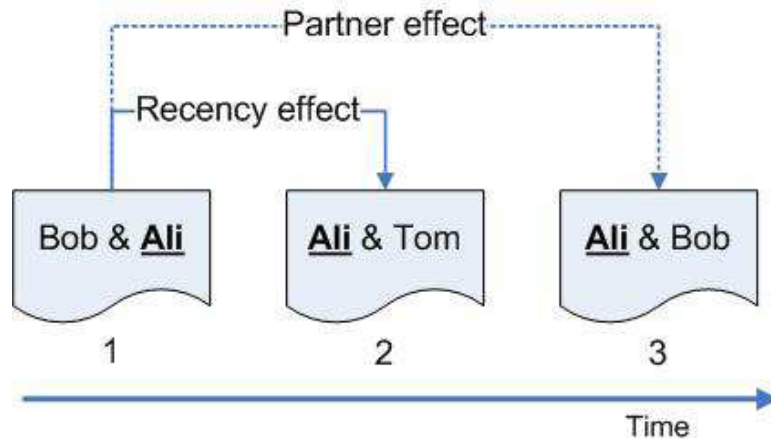 Partner effect
Recency effect
Bob & Ali
Ali & Tom
Ali & Bob
1
2
3
Time